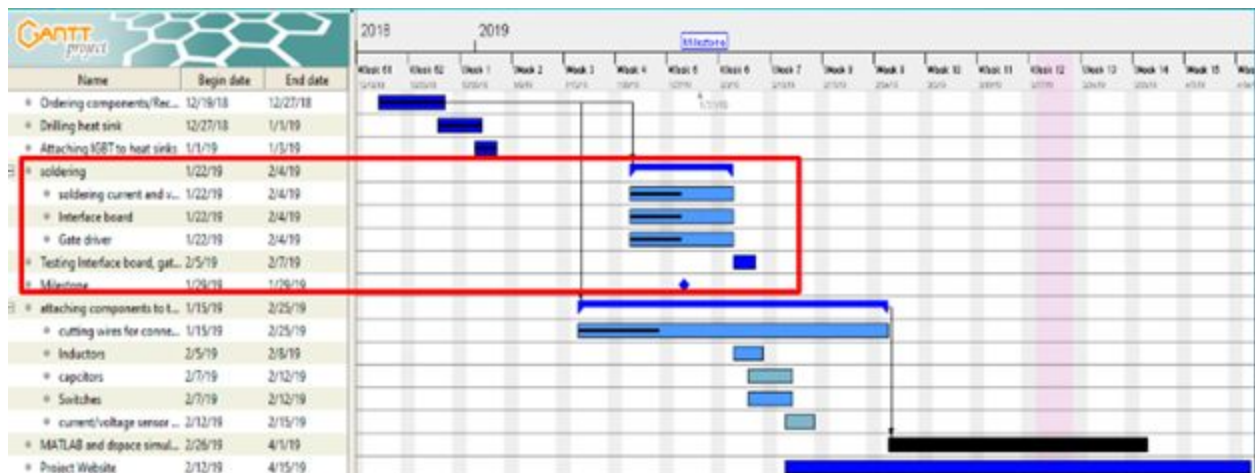 GANTT project
2018 2019
Milestone
Name Begin date End date
Week 1 Week 2 Week 3 Week 4 Week 6 Week 7 Week 10 Week 11 Week 12 Week 13 Week 14 Week 15
Ordering components/Rec... 12/19/18 12/27/18
Drilling heat sink 12/27/18 1/1/19
Attaching IGBT to heat sinks 1/1/19 1/3/19
soldering 1/22/19 2/4/19
soldering current and v... 1/22/19 2/4/19
Interface board 1/22/19 2/4/19
Gate driver 1/22/19 2/4/19
Testing Interface board, gat... 2/5/19 2/7/19
Milestone 1/29/19 1/29/19
attaching components to t... 1/15/19 2/25/19
cutting wires for conne... 1/15/19 2/25/19
Inductors 2/5/19 2/8/19
capcitors 2/7/19 2/12/19
Switches 2/7/19 2/12/19
current/voltage sensor ... 2/12/19 2/15/19
MATLAB and dspace simul... 2/26/19 4/1/19
Project Website 2/12/19 4/15/19